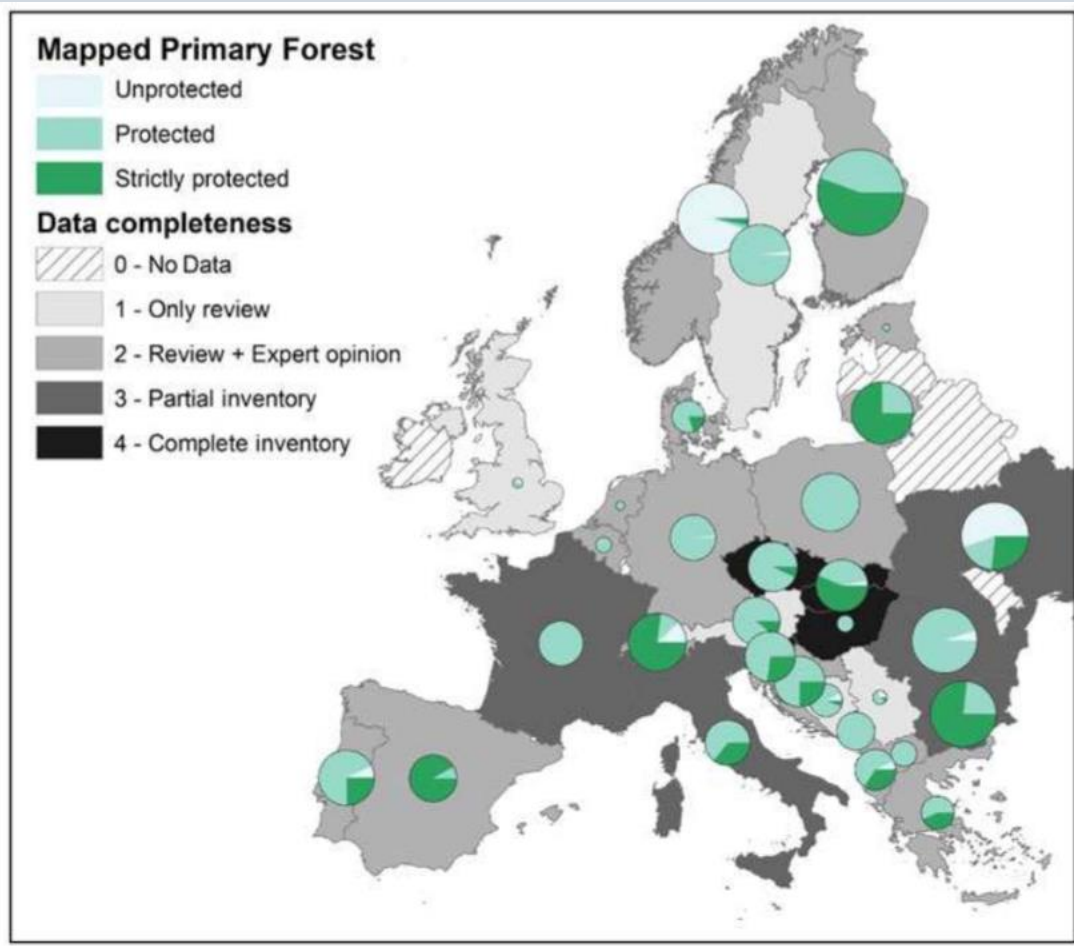 Mapped Primary Forest
Unprotected
Protected
Strictly protected
Data completeness
0 - No Data
1 - Only review
2 - Review + Expert opinion
3 - Partial inventory
4 - Complete inventory